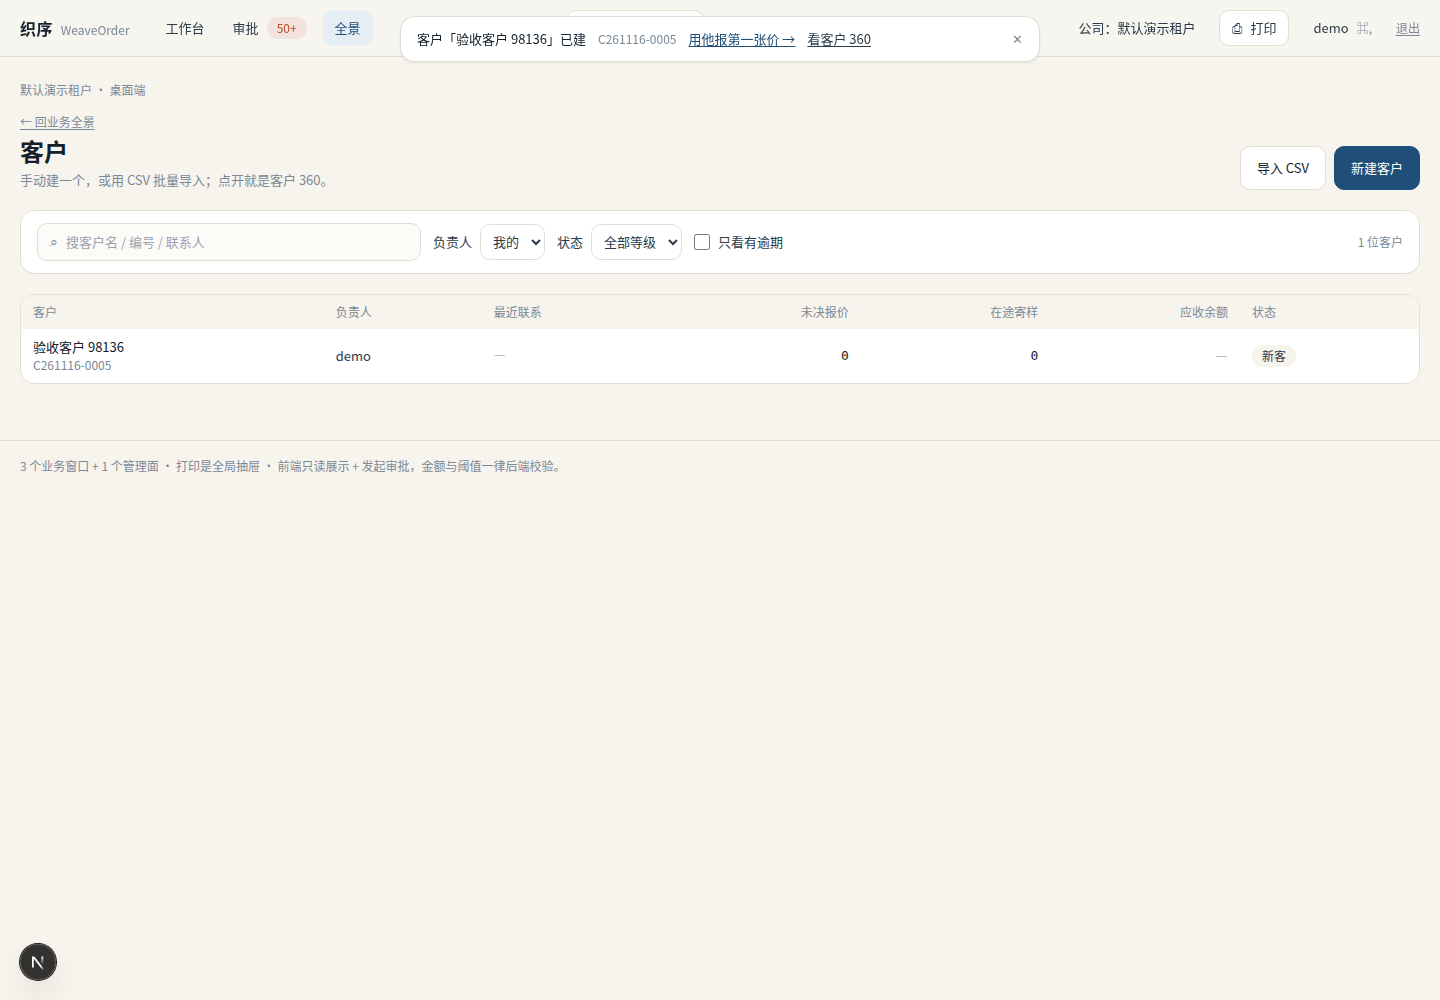 织序 WeaveOrder 工作台 审批 50+ 全景
客户「验收客户 98136」已建 C261116-0005 用他报第一张价 → 看客户 360 ✕
公司：默认演示租户 ⎙ 打印 demo ⌘, 退出
默认演示租户 · 桌面端
← 回业务全景
客户
手动建一个，或用 CSV 批量导入；点开就是客户 360。
导入 CSV 新建客户
⌕ 搜客户名 / 编号 / 联系人 负责人 我的 状态 全部等级 只看有逾期 1 位客户
客户 负责人 最近联系 未决报价 在途寄样 应收余额 状态
验收客户 98136 demo — 0 0 — 新客
C261116-0005
3 个业务窗口 + 1 个管理面 · 打印是全局抽屉 · 前端只读展示 + 发起审批，金额与阈值一律后端校验。
N